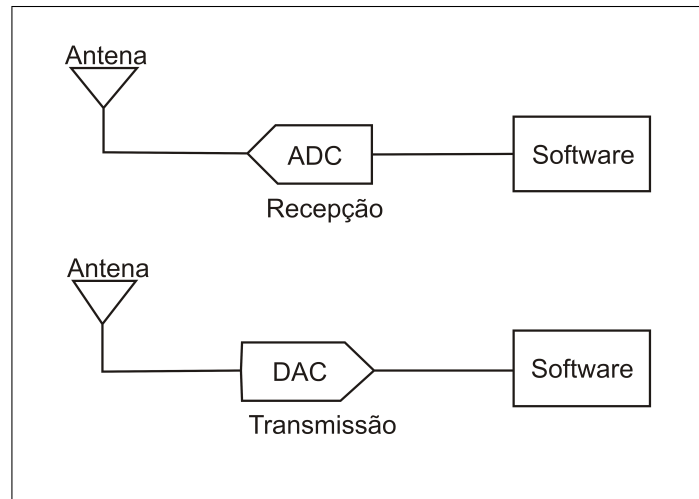 Antena
ADC
Software
Recepção
Antena
DAC
Software
Transmissão